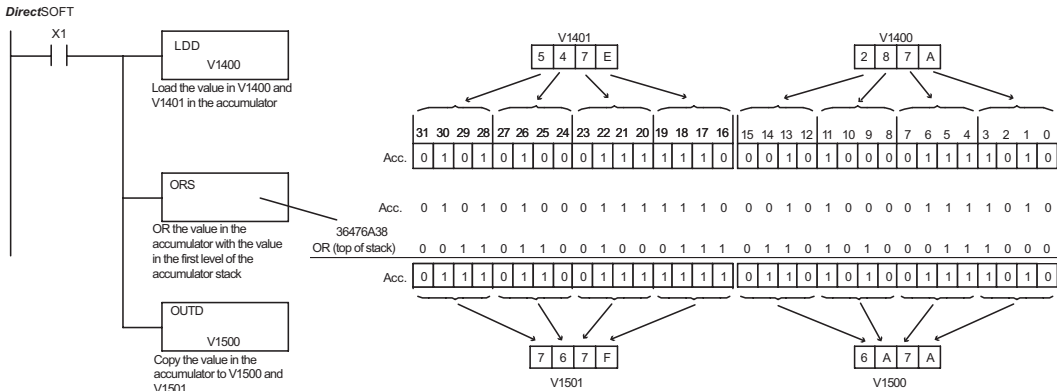 DirectSOFT
X1
LDD
V1400
Load the value in V1400 and
V1401 in the accumulator
ORS
OR the value in the
accumulator with the value
in the first level of the
accumulator stack
OUTD
V1500
Copy the value in the
accumulator to V1500 and
V1501
V1401 V1400
5 4 7 E 2 8 7 A
31 30 29 28 27 26 25 24 23 22 21 20 19 18 17 16 15 14 13 12 11 10 9 8 7 6 5 4 3 2 1 0
Acc. 0 1 0 1 0 1 0 0 0 1 1 1 1 1 1 0 0 0 1 0 1 0 0 0 0 1 1 1 1 0 1 0
Acc. 0 1 0 1 0 1 0 0 0 1 1 1 1 1 1 0 0 0 1 0 1 0 0 0 0 1 1 1 1 0 1 0
36476A38
OR (top of stack) 0 0 1 1 0 1 1 0 0 1 0 0 0 1 1 1 0 1 1 0 1 0 1 0 0 0 1 1 1 0 0 0
Acc. 0 1 1 1 0 1 1 0 0 1 1 1 1 1 1 1 0 1 1 0 1 0 1 0 0 1 1 1 1 0 1 0
7 6 7 F 6 A 7 A
V1501 V1500